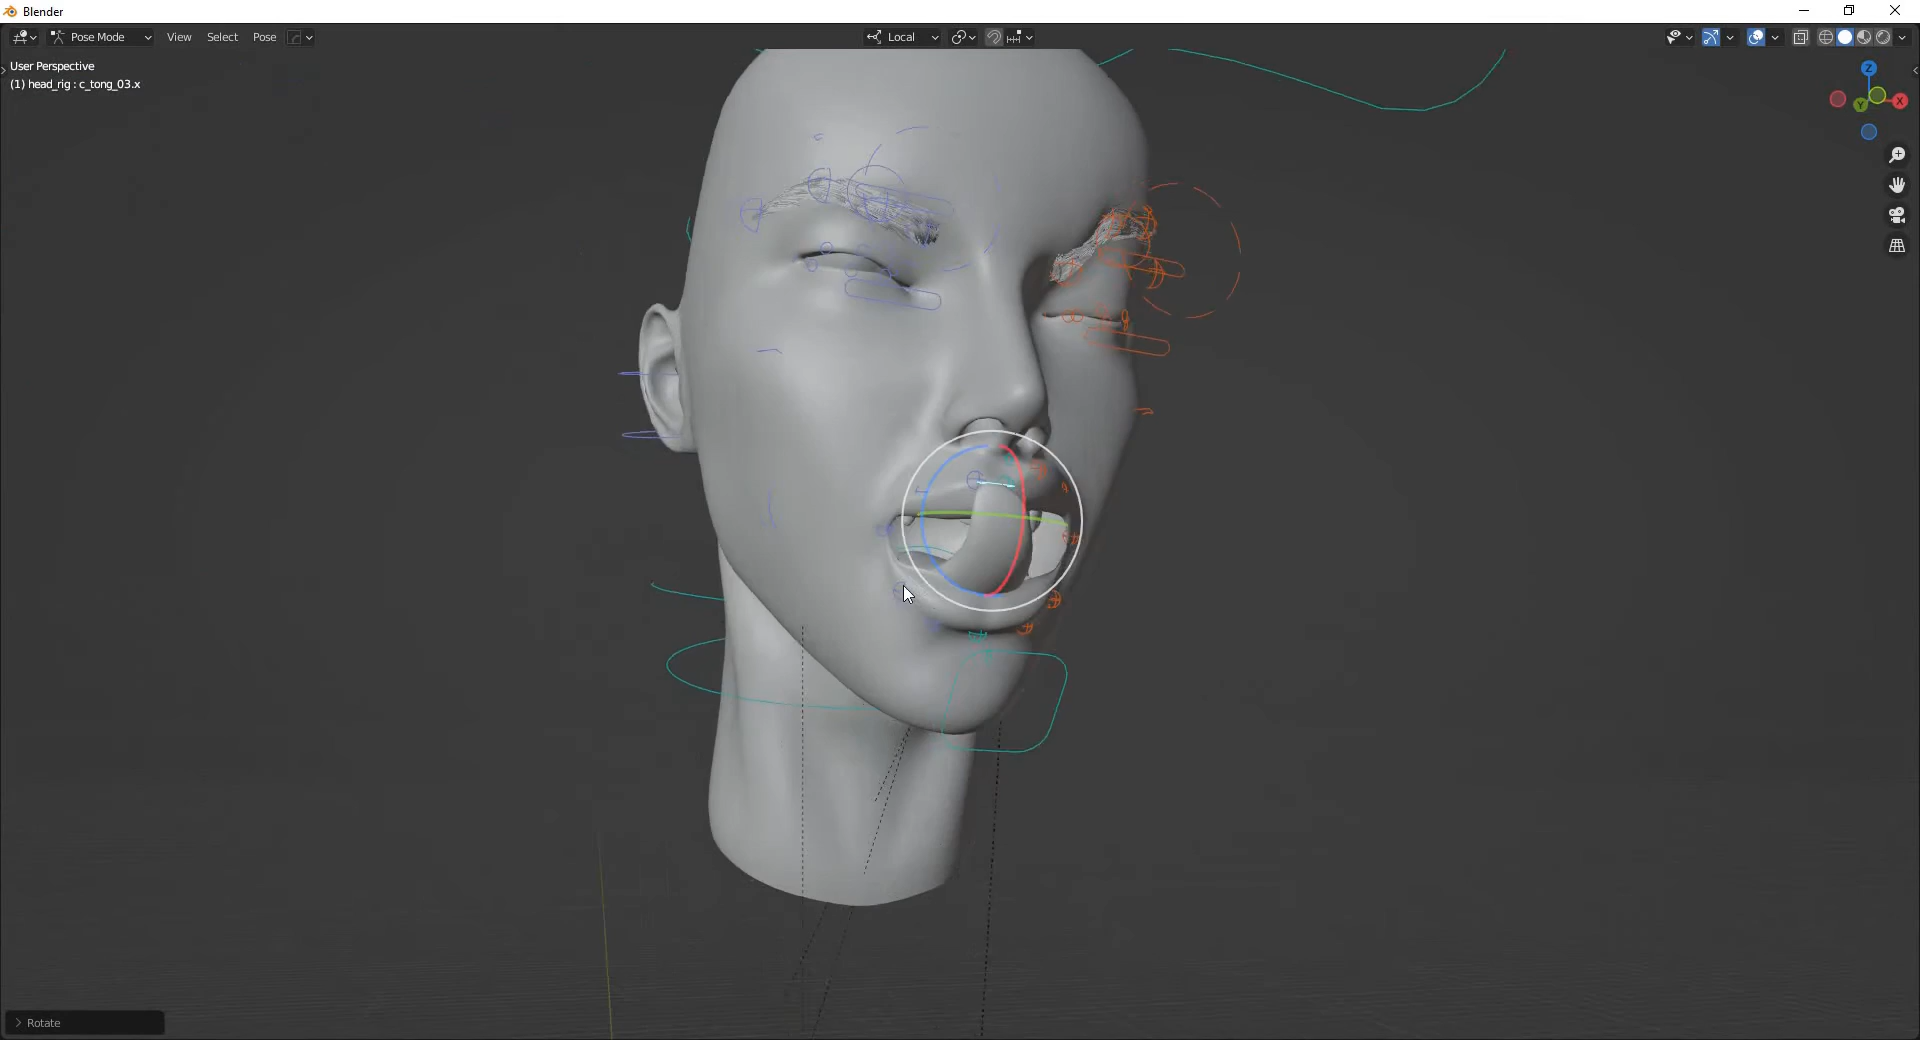 Blender
Pose Mode View Select Pose Local
User Perspective
(1) head_rig : c_tong_03.x
Z
X
Y
Rotate